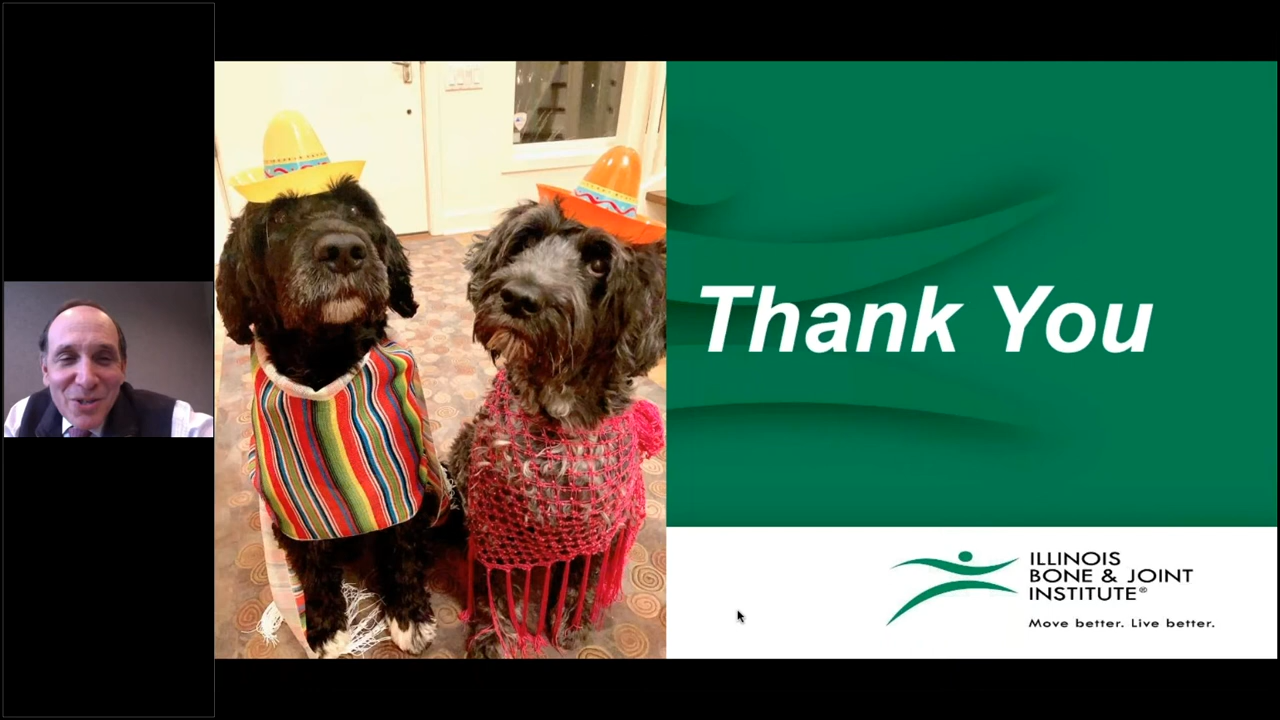 Thank You
ILLINOIS
BONE & JOINT
INSTITUTE®
Move better. Live better.